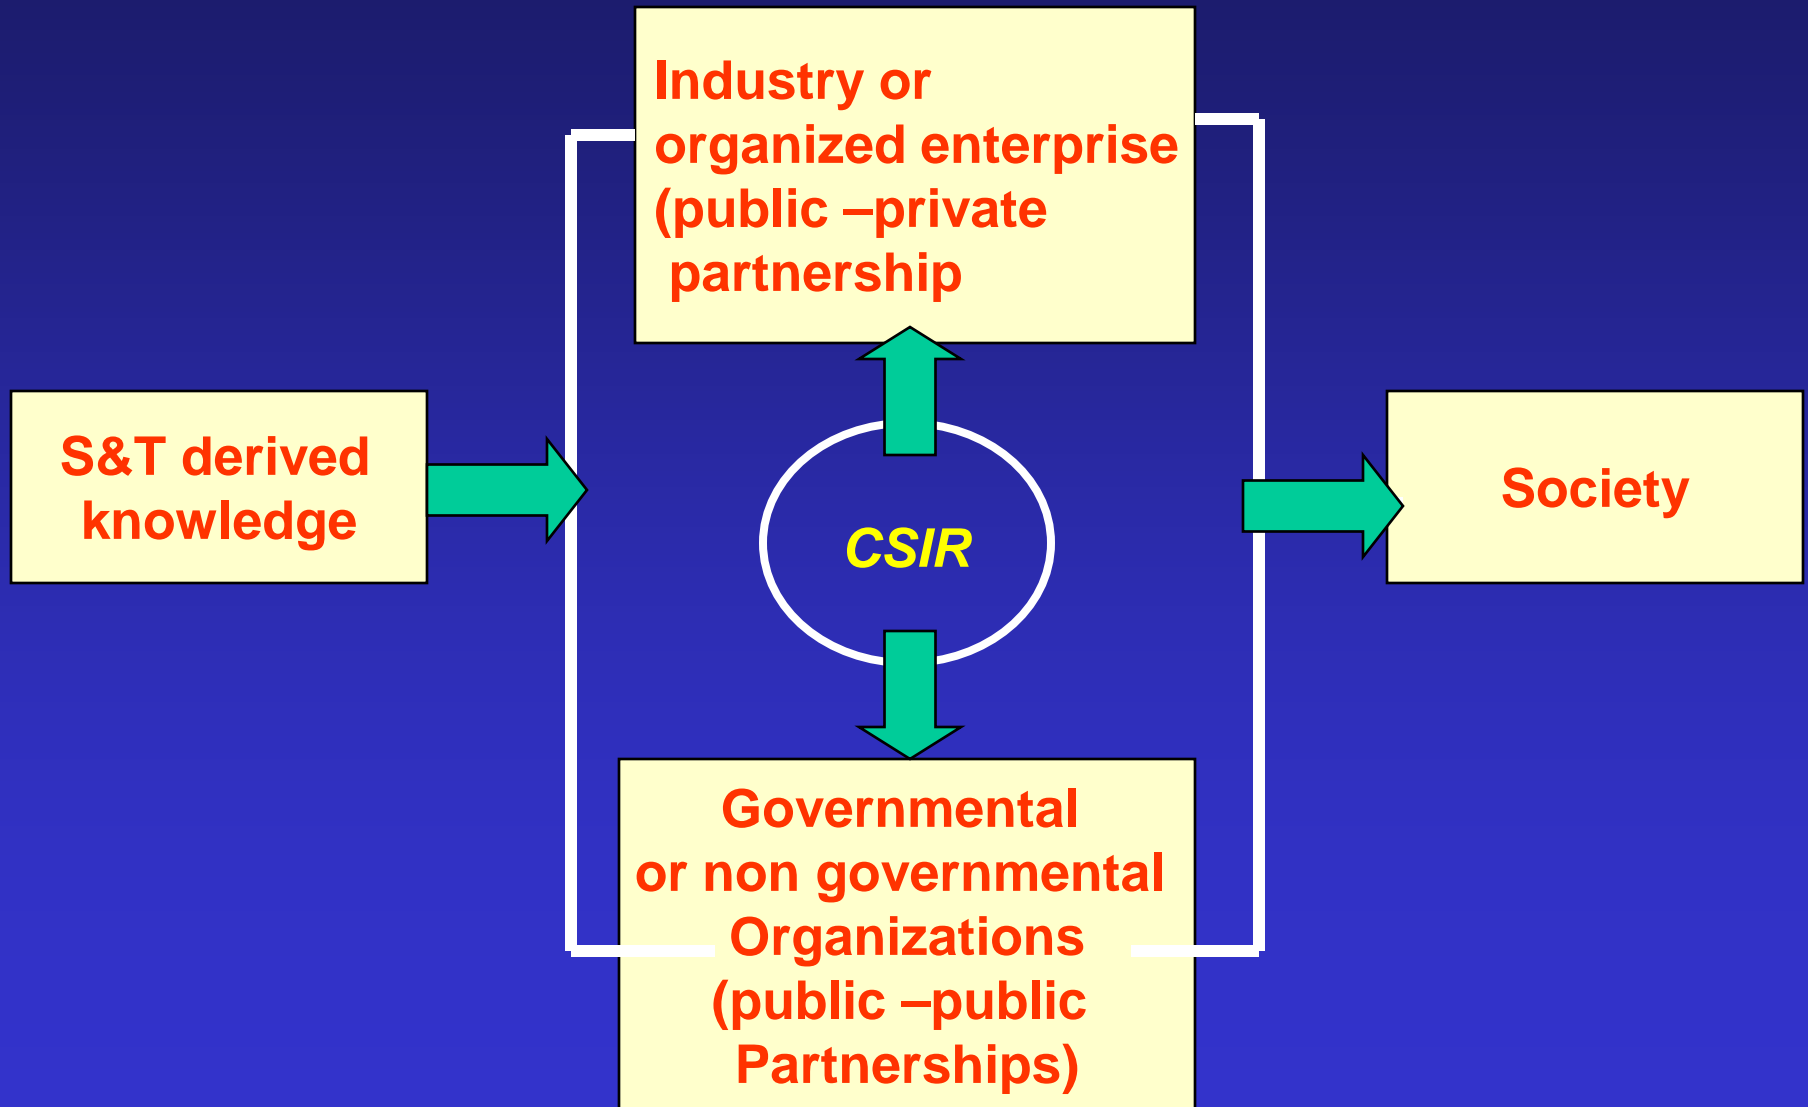 Industry or
organized enterprise
(public –private
partnership
S&T derived
knowledge
CSIR
Society
Governmental
or non governmental
Organizations
(public –public
Partnerships)